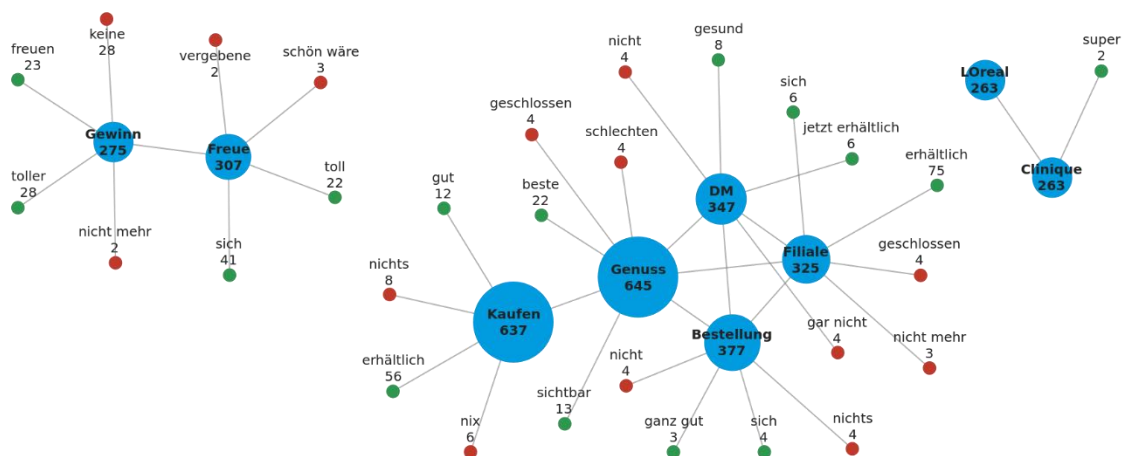 keine
28
freuen
23
vergebene
2
schön wäre
3
Gewinn
275
Freue
307
toller
28
toll
22
nicht mehr
2
sich
41
nicht
4
gesund
8
geschlossen
4
schlechten
4
sich
6
jetzt erhältlich
6
erhältlich
75
gut
12
beste
22
DM
347
nichts
8
Genuss
645
Filiale
325
geschlossen
4
Kaufen
637
Bestellung
377
gar nicht
4
nicht mehr
3
erhältlich
56
nicht
4
sichtbar
13
nix
6
ganz gut
3
sich
4
nichts
4
super
2
LOreal
263
Clinique
263